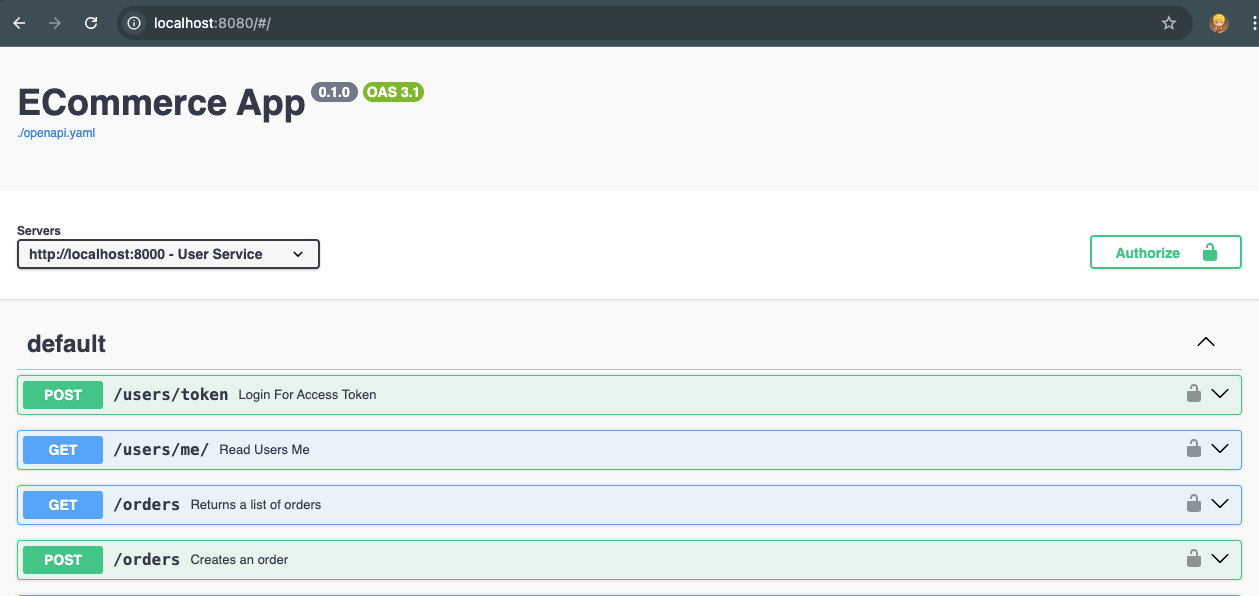 localhost:8080/#/
ECommerce App 0.1.0 OAS 3.1
./openapi.yaml
Servers
http://localhost:8000 - User Service
Authorize
default
POST /users/token Login For Access Token
GET /users/me/ Read Users Me
GET /orders Returns a list of orders
POST /orders Creates an order